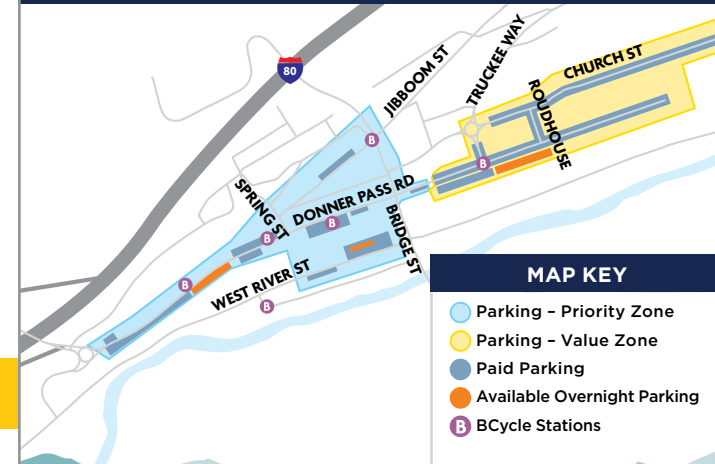 80
JIBBOOM ST
TRUCKEE WAY
CHURCH ST
ROUDHOUSE
B
B
SPRING ST
DONNER PASS RD
B
B
BRIDGE ST
WEST RIVER ST
B
B
MAP KEY
Parking – Priority Zone
Parking – Value Zone
Paid Parking
Available Overnight Parking
B BCycle Stations